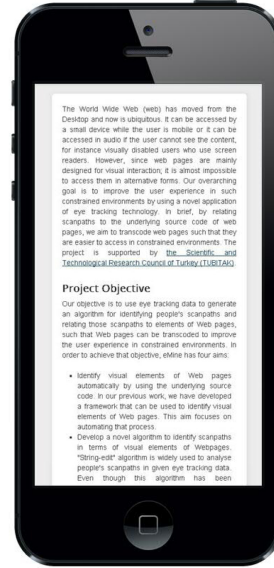 The World Wide Web (web) has moved from the
Desktop and now is ubiquitous. It can be accessed by
a small device while the user is mobile or it can be
accessed in audio if the user cannot see the content,
for instance visually disabled users who use screen
readers. However, since web pages are mainly
designed for visual interaction; it is almost impossible
to access them in alternative forms. Our overarching
goal is to improve the user experience in such
constrained environments by using a novel application
of eye tracking technology. In brief, by relating
scanpaths to the underlying source code of web
pages, we aim to transcode web pages such that they
are easier to access in constrained environments. The
project is supported by the Scientific and
Technological Research Council of Turkey (TUBITAK).
Project Objective
Our objective is to use eye tracking data to generate
an algorithm for identifying people's scanpaths and
relating those scanpaths to elements of Web pages,
such that Web pages can be transcoded to improve
the user experience in constrained environments. In
order to achieve that objective, eMine has four aims:
• Identify visual elements of Web pages
automatically by using the underlying source
code. In our previous work, we have developed
a framework that can be used to identify visual
elements of Web pages. This aim focuses on
automating that process.
• Develop a novel algorithm to identify scanpaths
in terms of visual elements of Webpages.
"String-edit" algorithm is widely used to analyse
people's scanpaths in given eye tracking data.
Even though this algorithm has been